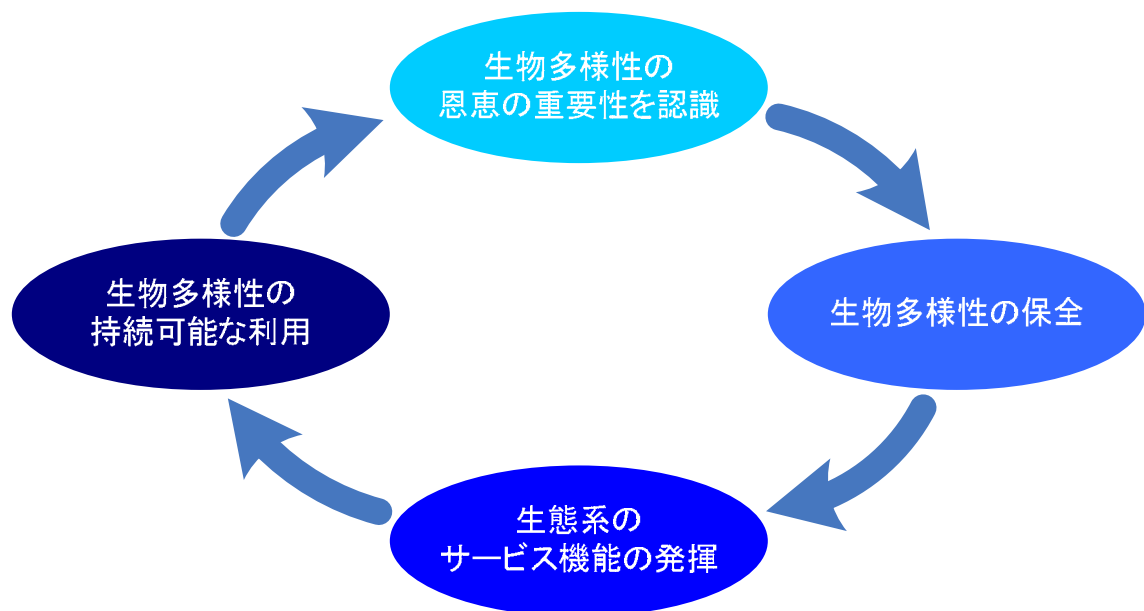 生物多様性の
恩恵の重要性を認識
生物多様性の
持続可能な利用
生物多様性の保全
生態系の
サービス機能の発揮